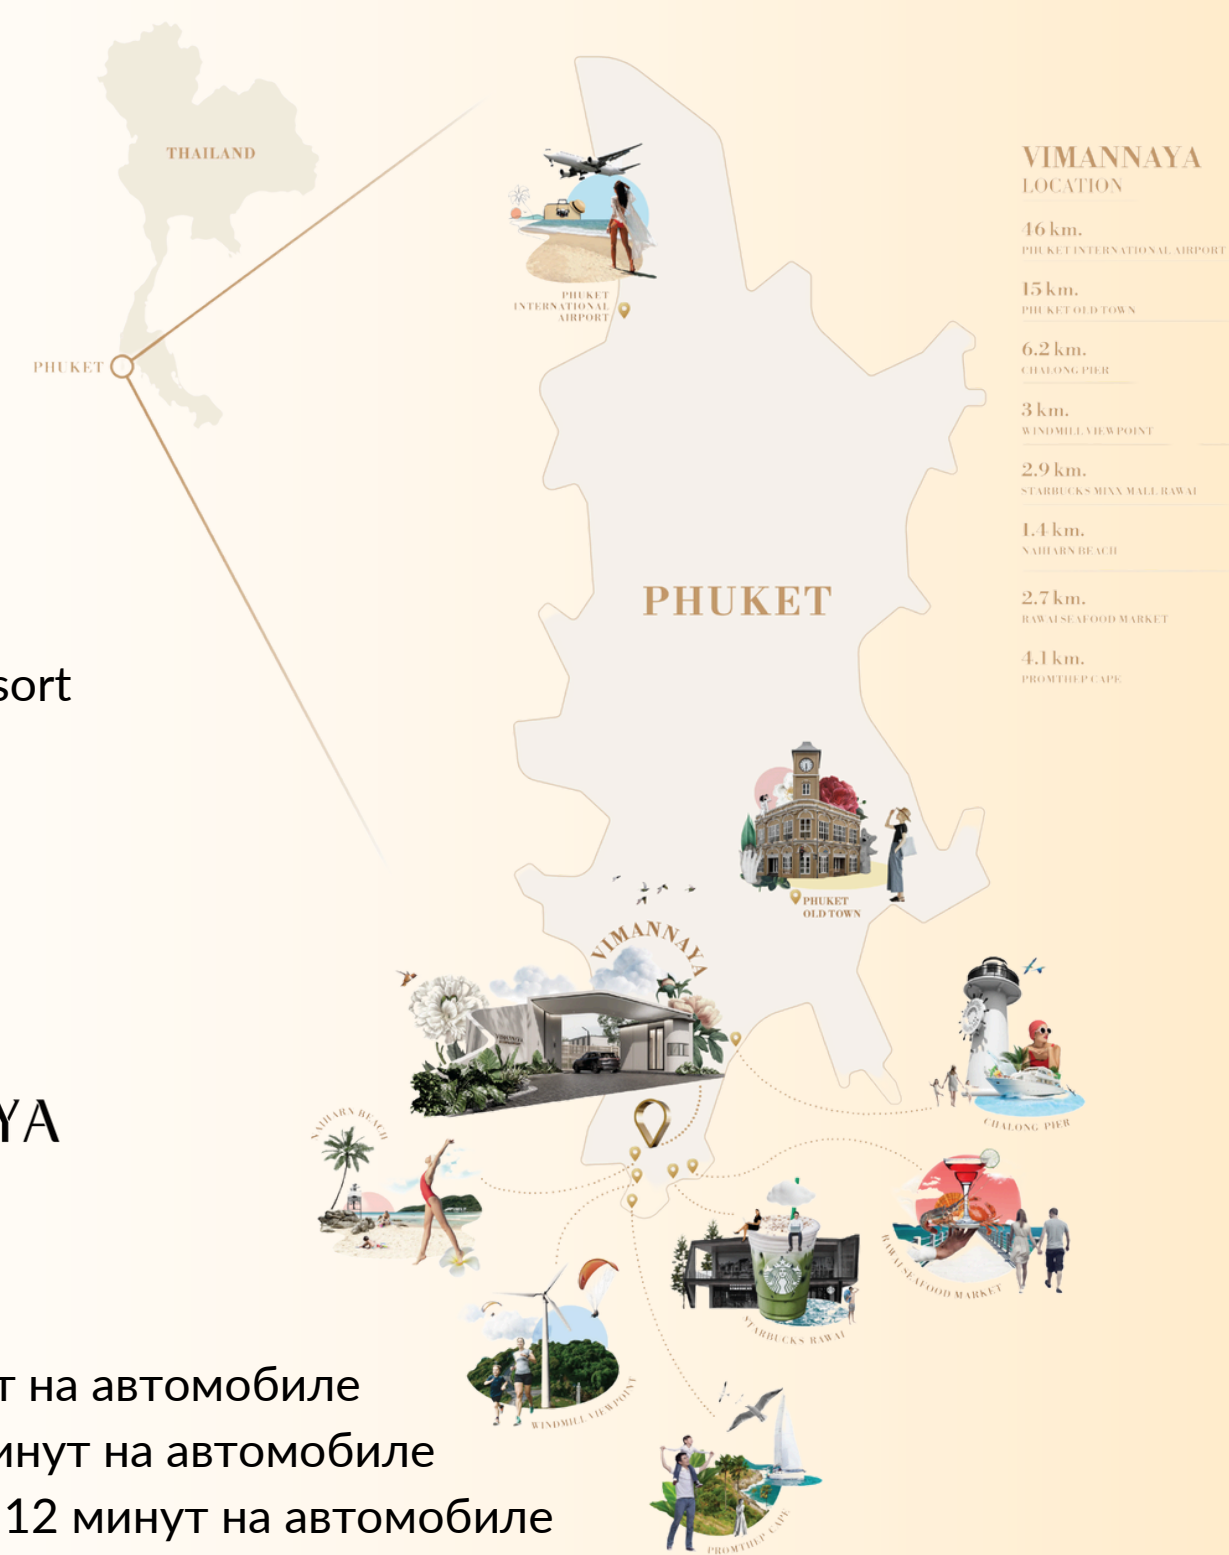 THAILAND
PHUKET
PHUKET
INTERNATIONAL
AIRPORT
VIMANNAYA
LOCATION
46 km.
PHUKET INTERNATIONAL AIRPORT
15 km.
PHUKET OLD TOWN
6.2 km.
CHALONG PIER
3 km.
WINDMILL VIEWPOINT
2.9 km.
STARBUCKS MIXX MALL RAWAI
1.4 km.
NAIHARN BEACH
2.7 km.
RAWAI SEAFOOD MARKET
4.1 km.
PROMTHEP CAPE
PHUKET
sort
PHUKET
OLD TOWN
VIMANNAYA
VIMANNAYA
YA
NAIHARN BEACH
CHALONG PIER
RAWAI SEAFOOD MARKET
STARBUCKS RAWAI
WINDMILL VIEWPOINT
PROMTHEP CAPE
т на автомобиле
инут на автомобиле
12 минут на автомобиле